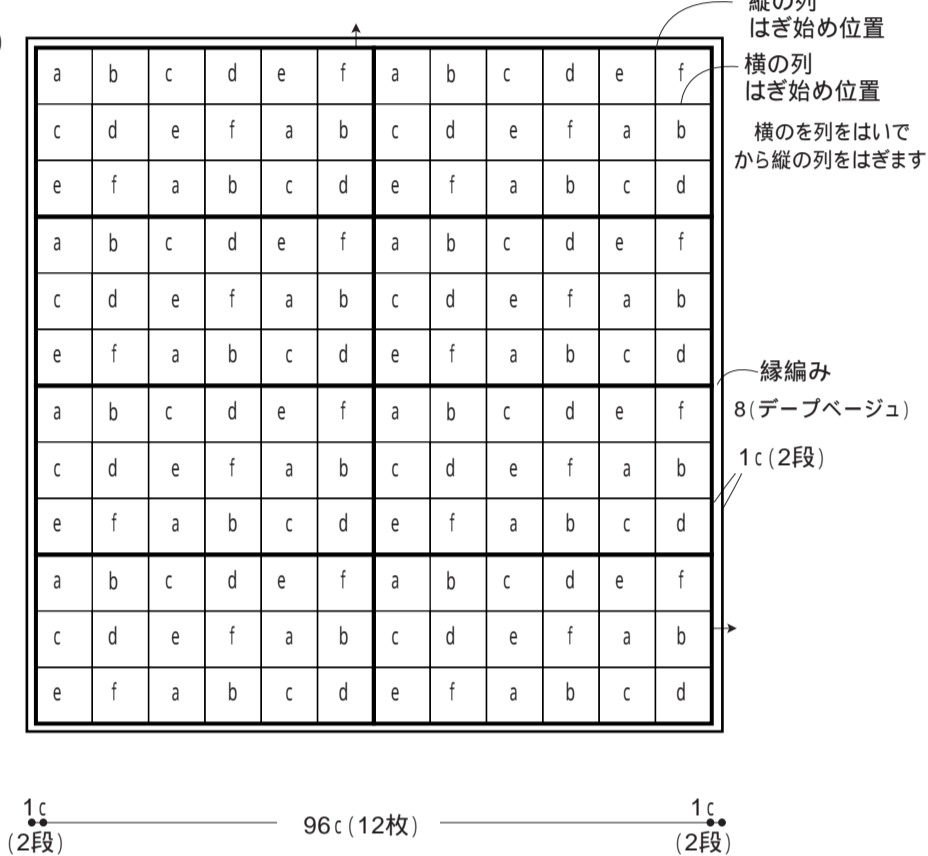 縦の列
はぎ始め位置
横の列
はぎ始め位置
横のを列をはいで
から縦の列をはぎます
a b c d e f a b c d e f
c d e f a b c d e f a b
e f a b c d e f a b c d
a b c d e f a b c d e f
c d e f a b c d e f a b
e f a b c d e f a b c d
縁編み
a b c d e f a b c d e f
8(デープベージュ)
c d e f a b c d e f a b
1c(2段)
e f a b c d e f a b c d
a b c d e f a b c d e f
c d e f a b c d e f a b
e f a b c d e f a b c d
1c
(2段)
96c(12枚)
1c
(2段)